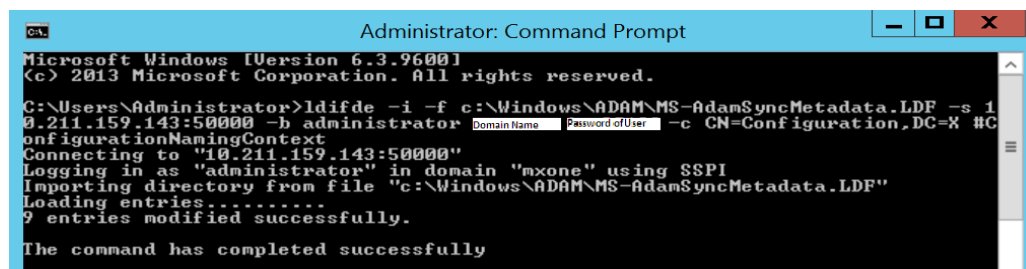 Administrator: Command Prompt
Microsoft Windows [Version 6.3.9600]
(c) 2013 Microsoft Corporation. All rights reserved.
C:\Users\Administrator>ldifde -i -f c:\Windows\ADAM\MS-AdamSyncMetadata.LDF -s 1
0.211.159.143:50000 -b administrator Domain Name Password of User -c CN=Configuration,DC=X #C
onfigurationNamingContext
Connecting to "10.211.159.143:50000"
Logging in as "administrator" in domain "mxone" using SSPI
Importing directory from file "c:\Windows\ADAM\MS-AdamSyncMetadata.LDF"
Loading entries..........
9 entries modified successfully.
The command has completed successfully